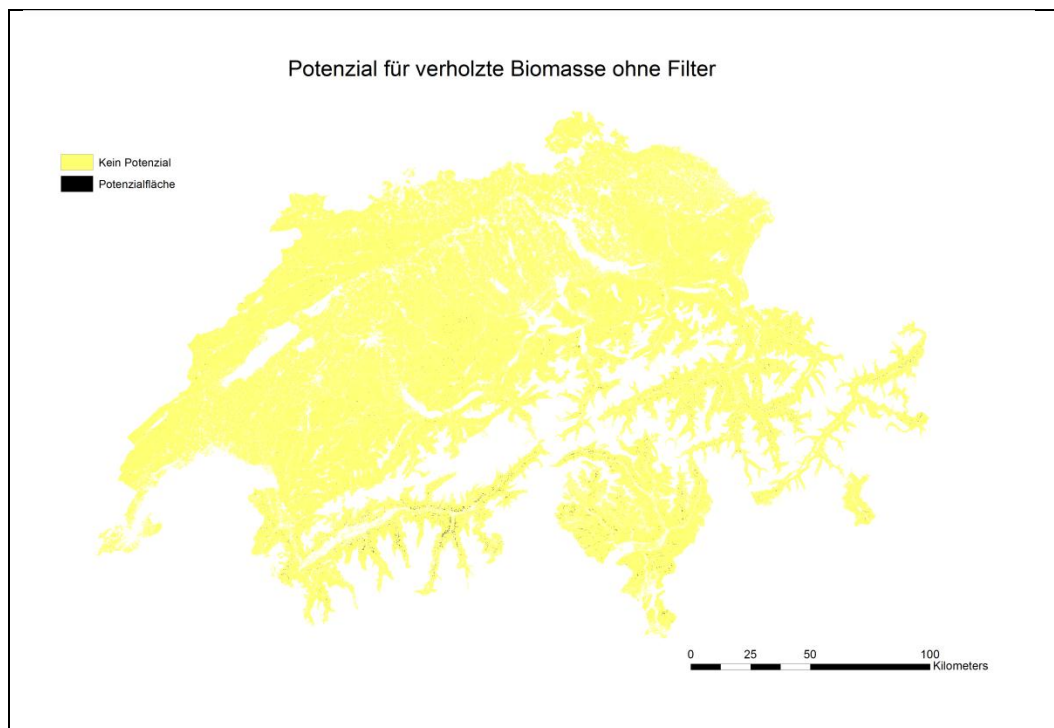 Potenzial für verholzte Biomasse ohne Filter
Kein Potenzial
Potenzialfläche
0 25 50 100
Kilometers